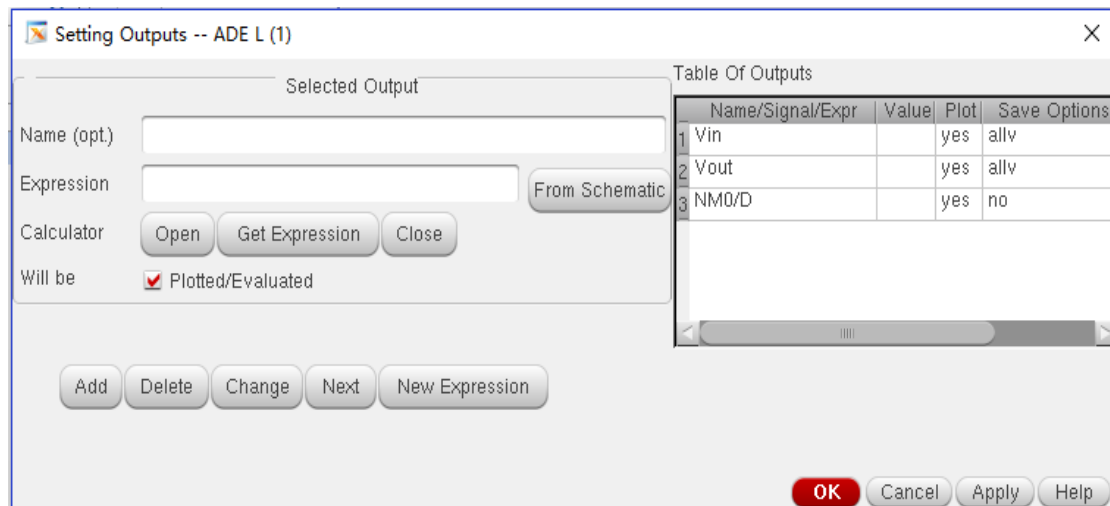 Setting Outputs -- ADE L (1)
Selected Output
Name (opt.)
Expression
From Schematic
Calculator
Open
Get Expression
Close
Will be
Plotted/Evaluated
Add
Delete
Change
Next
New Expression
Table Of Outputs
Name/Signal/Expr Value Plot Save Options
1 Vin yes allv
2 Vout yes allv
3 NM0/D yes no
OK
Cancel
Apply
Help